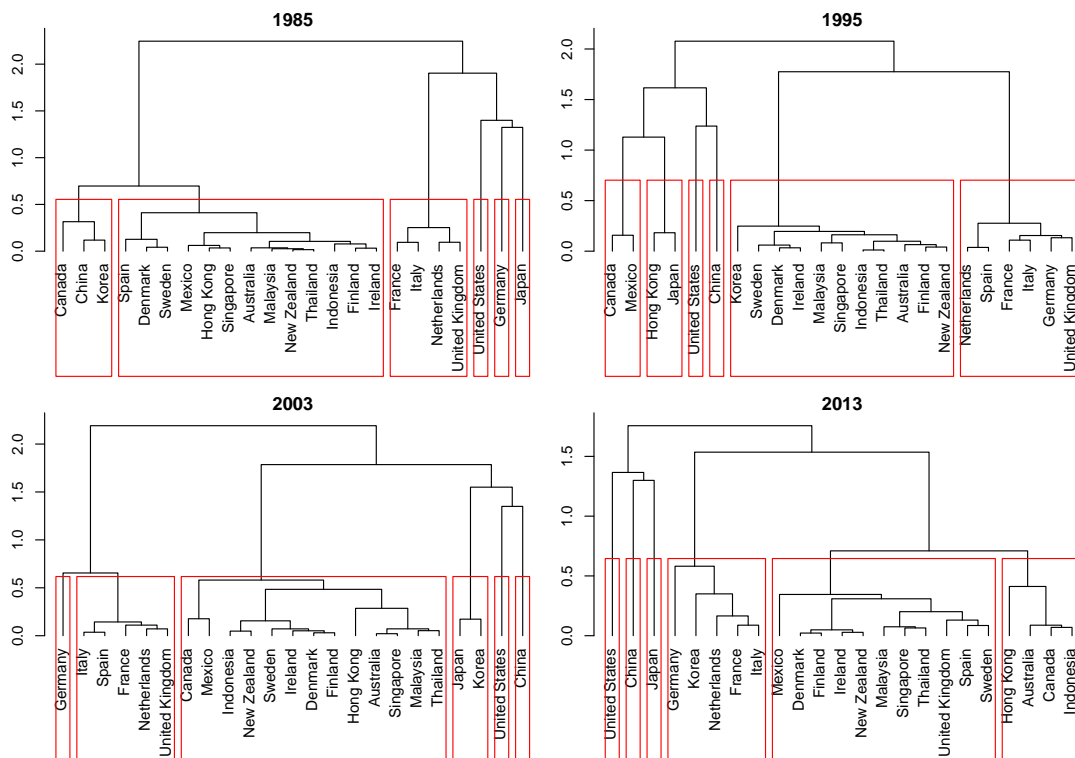 1985
0.0 0.5 1.0 1.5 2.0
Canada China Korea Spain Denmark Sweden Mexico Hong Kong Singapore Australia Malaysia New Zealand Thailand Indonesia Finland Ireland France Italy Netherlands United Kingdom United States Germany Japan
1995
0.0 0.5 1.0 1.5 2.0
Canada Mexico Hong Kong Japan United States China Korea Sweden Denmark Ireland Malaysia Singapore Indonesia Thailand Australia Finland New Zealand Netherlands Spain France Italy Germany United Kingdom
2003
0.0 0.5 1.0 1.5 2.0
Germany Italy Spain France Netherlands United Kingdom Canada Mexico Indonesia New Zealand Sweden Ireland Denmark Finland Hong Kong Australia Singapore Malaysia Thailand Japan Korea United States China
2013
0.0 0.5 1.0 1.5
United States China Japan Germany Korea Netherlands France Italy Mexico Denmark Finland Ireland New Zealand Malaysia Singapore Thailand United Kingdom Spain Sweden Hong Kong Australia Canada Indonesia